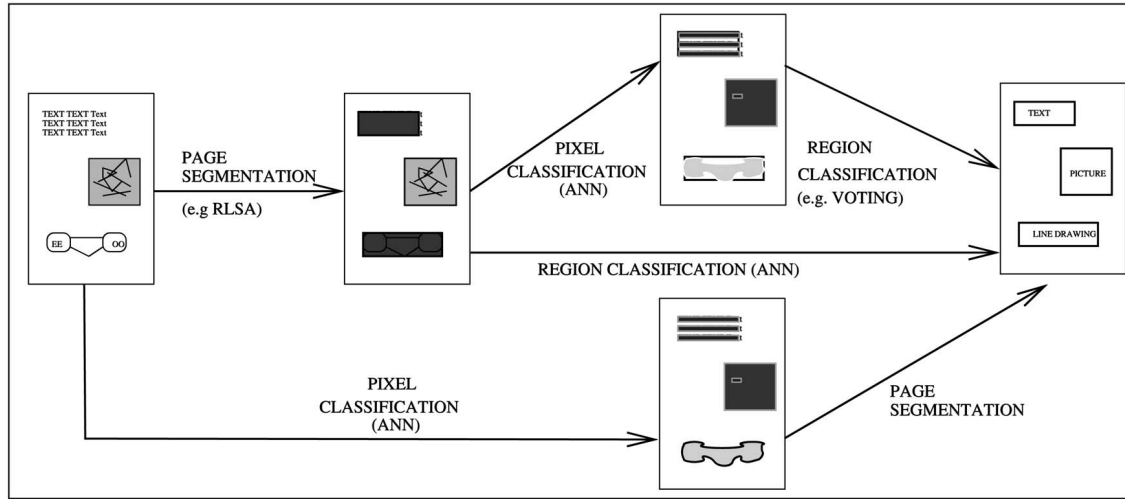 TEXT TEXT Text
TEXT TEXT Text
TEXT TEXT Text
EE
OO
PAGE
SEGMENTATION
(e.g RLSA)
t
t
t
PIXEL
CLASSIFICATION
(ANN)
t
t
t
REGION
CLASSIFICATION
(e.g. VOTING)
REGION CLASSIFICATION (ANN)
TEXT
PICTURE
LINE DRAWING
PIXEL
CLASSIFICATION
(ANN)
t
t
t
PAGE
SEGMENTATION